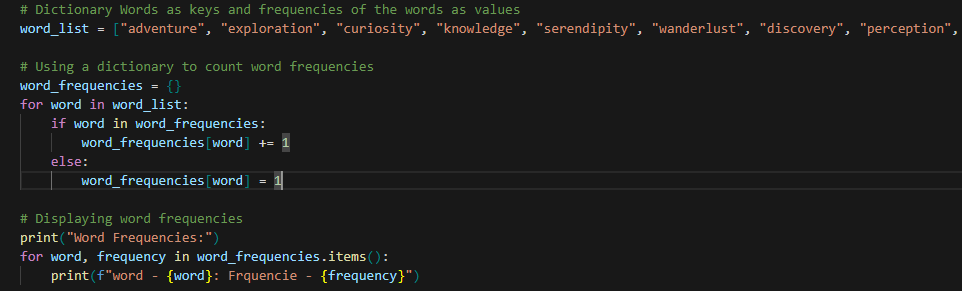 # Dictionary Words as keys and frequencies of the words as values
word_list = ["adventure", "exploration", "curiosity", "knowledge", "serendipity", "wanderlust", "discovery", "perception",
# Using a dictionary to count word frequencies
word_frequencies = {}
for word in word_list:
    if word in word_frequencies:
        word_frequencies[word] += 1
    else:
        word_frequencies[word] = 1
# Displaying word frequencies
print("Word Frequencies:")
for word, frequency in word_frequencies.items():
    print(f"word - {word}: Frquencie - {frequency}")